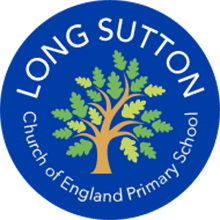 LONG SUTTON
Church of England Primary School